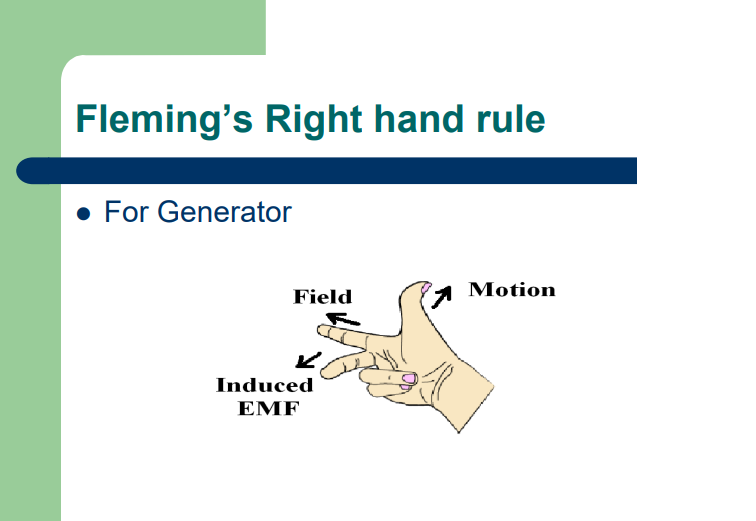 Fleming’s Right hand rule
● For Generator
Field
Motion
Induced
EMF